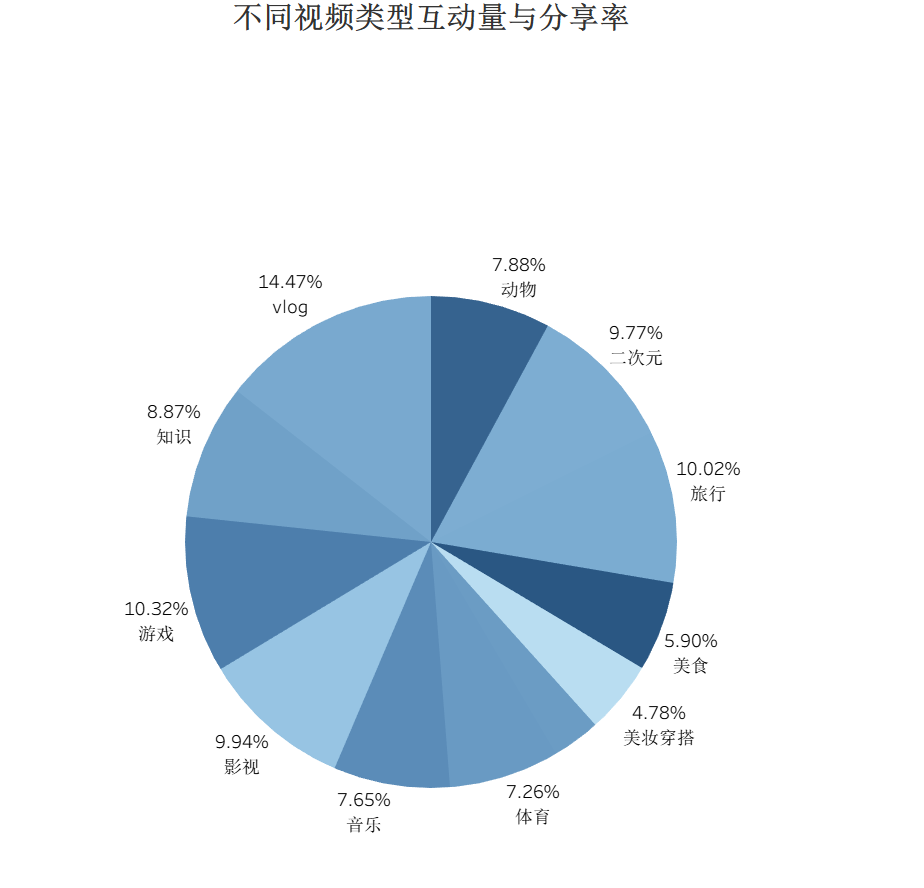 不同视频类型互动量与分享率
7.88%
动物
9.77%
二次元
10.02%
旅行
5.90%
美食
4.78%
美妆穿搭
7.26%
体育
7.65%
音乐
9.94%
影视
10.32%
游戏
8.87%
知识
14.47%
vlog